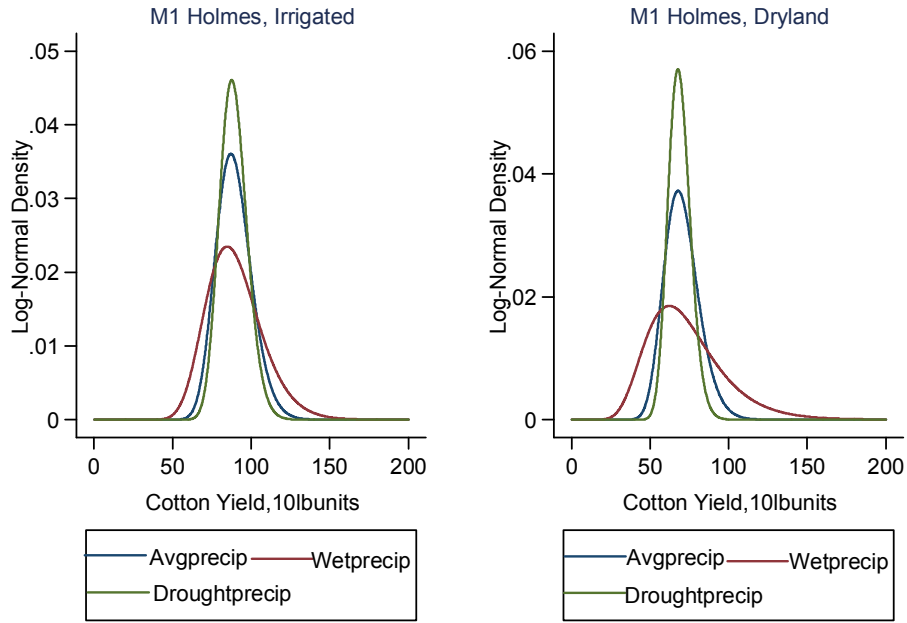 M1 Holmes, Irrigated
.05
.04
.03
.02
.01
0
Log-Normal Density
0 50 100 150 200
Cotton Yield,10lbunits
Avgprecip Wetprecip
Droughtprecip
M1 Holmes, Dryland
.06
.04
.02
0
Log-Normal Density
0 50 100 150 200
Cotton Yield,10lbunits
Avgprecip Wetprecip
Droughtprecip